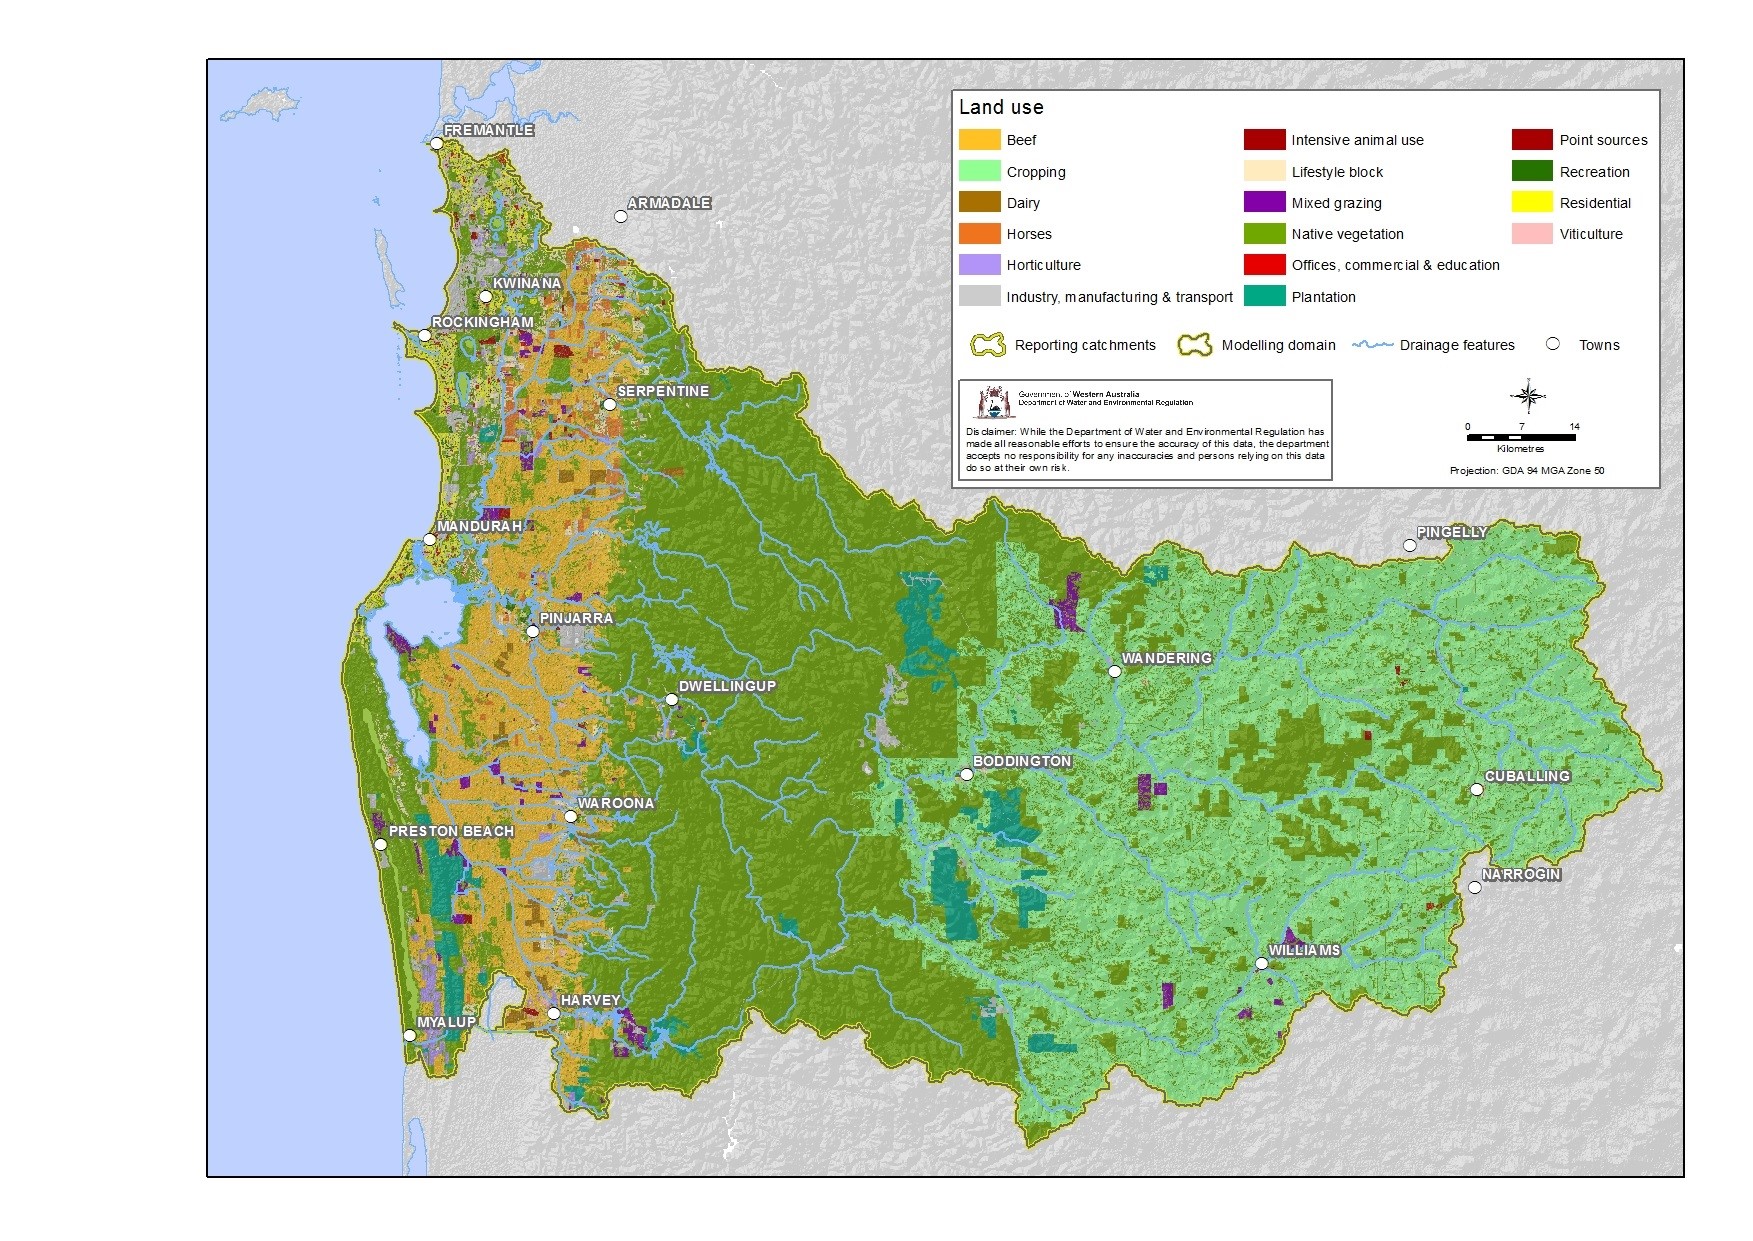 FREMANTLE
ARMADALE
KWINANA
ROCKINGHAM
SERPENTINE
MANDURAH
PINGELLY
PINJARRA
WANDERING
DWELLINGUP
BODDINGTON
CUBALLING
WAROONA
PRESTON BEACH
NARROGIN
WILLIAMS
HARVEY
MYALUP
Land use
Beef
Cropping
Dairy
Horses
Horticulture
Industry, manufacturing & transport
Intensive animal use
Lifestyle block
Mixed grazing
Native vegetation
Offices, commercial & education
Plantation
Point sources
Recreation
Residential
Viticulture
Reporting catchments
Modelling domain
Drainage features
Towns
Government of Western Australia
Department of Water and Environmental Regulation
Disclaimer: While the Department of Water and Environmental Regulation has
made all reasonable efforts to ensure the accuracy of this data, the department
accepts no responsibility for any inaccuracies and persons relying on this data
do so at their own risk.
0 7 14
Kilometres
Projection: GDA 94 MGA Zone 50